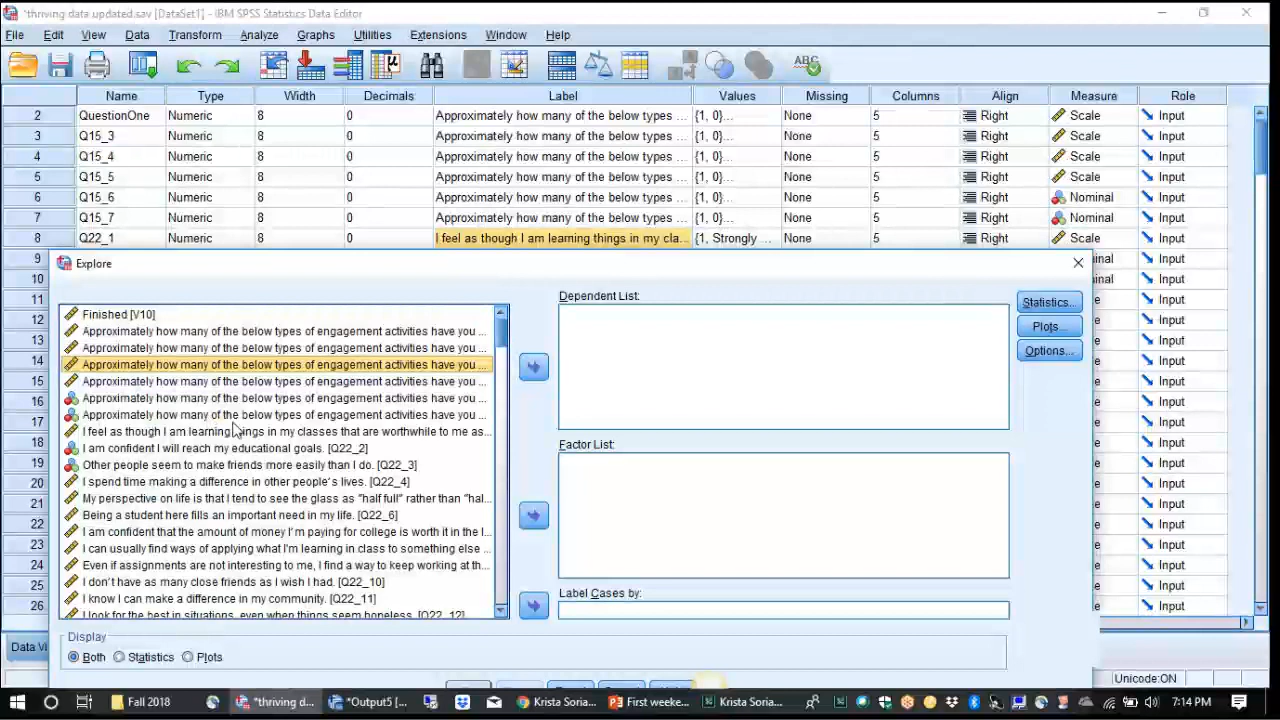 *thriving data updated.sav [DataSet1] - IBM SPSS Statistics Data Editor
File Edit View Data Transform Analyze Graphs Utilities Extensions Window Help
Name Type Width Decimals Label Values Missing Columns Align Measure Role
2 QuestionOne Numeric 8 0 Approximately how many of the below types ... {1, 0}... None 5 Right Scale Input
3 Q15_3 Numeric 8 0 Approximately how many of the below types ... {1, 0}... None 5 Right Scale Input
4 Q15_4 Numeric 8 0 Approximately how many of the below types ... {1, 0}... None 5 Right Scale Input
5 Q15_5 Numeric 8 0 Approximately how many of the below types ... {1, 0}... None 5 Right Scale Input
6 Q15_6 Numeric 8 0 Approximately how many of the below types ... {1, 0}... None 5 Right Nominal Input
7 Q15_7 Numeric 8 0 Approximately how many of the below types ... {1, 0}... None 5 Right Nominal Input
8 Q22_1 Numeric 8 0 I feel as though I am learning things in my cla... {1, Strongly ... None 5 Right Scale Input
9 inal Input
10 inal Input
11 e Input
12 e Input
13 e Input
14 e Input
15 e Input
16 e Input
17 e Input
18 e Input
19 e Input
20 e Input
21 e Input
22 e Input
23 e Input
24 e Input
25 e Input
26 e Input
Explore
Finished [V10]
Approximately how many of the below types of engagement activities have you ...
Approximately how many of the below types of engagement activities have you ...
Approximately how many of the below types of engagement activities have you ...
Approximately how many of the below types of engagement activities have you ...
Approximately how many of the below types of engagement activities have you ...
Approximately how many of the below types of engagement activities have you ...
I feel as though I am learning things in my classes that are worthwhile to me as...
I am confident I will reach my educational goals. [Q22_2]
Other people seem to make friends more easily than I do. [Q22_3]
I spend time making a difference in other people's lives. [Q22_4]
My perspective on life is that I tend to see the glass as "half full" rather than "hal...
Being a student here fills an important need in my life. [Q22_6]
I am confident that the amount of money I'm paying for college is worth it in the l...
I can usually find ways of applying what I'm learning in class to something else ...
Even if assignments are not interesting to me, I find a way to keep working at th...
I don't have as many close friends as I wish I had. [Q22_10]
I know I can make a difference in my community. [Q22_11]
I look for the best in situations, even when things seem hopeless. [Q22_12]
Dependent List:
Factor List:
Label Cases by:
Statistics...
Plots...
Options...
Display
Both Statistics Plots
Data Vi
Unicode:ON
Fall 2018 *thriving d... *Output5 [... Krista Soria... First weeke... Krista Soria... 7:14 PM